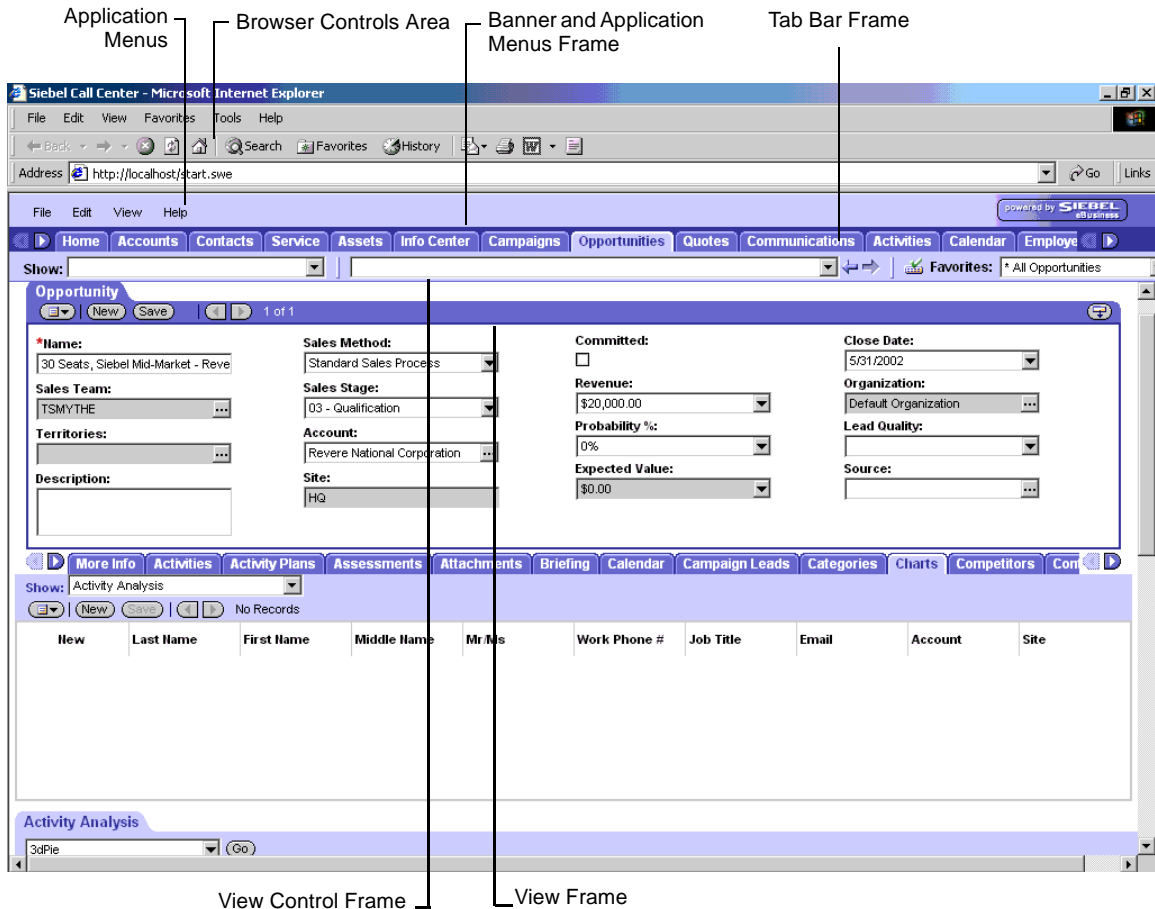 Application Menus
Browser Controls Area
Banner and Application Menus Frame
Tab Bar Frame
Siebel Call Center - Microsoft Internet Explorer
File Edit View Favorites Tools Help
Back Search Favorites History
Address http://localhost/start.swe Go Links
File Edit View Help powered by SIEBEL eBusiness
Home Accounts Contacts Service Assets Info Center Campaigns Opportunities Quotes Communications Activities Calendar Employe
Show: Favorites: * All Opportunities
Opportunity
New Save 1 of 1
*Name: Sales Method: Committed: Close Date:
30 Seats, Siebel Mid-Market - Reve Standard Sales Process 5/31/2002
Sales Team: Sales Stage: Revenue: Organization:
TSMYTHE 03 - Qualification $20,000.00 Default Organization
Territories: Account: Probability %: Lead Quality:
Revere National Corporation 0%
Description: Site: Expected Value: Source:
HQ $0.00
More Info Activities Activity Plans Assessments Attachments Briefing Calendar Campaign Leads Categories Charts Competitors Con
Show: Activity Analysis
New Save No Records
New Last Name First Name Middle Name Mr/Ms Work Phone # Job Title Email Account Site
Activity Analysis
3dPie Go
View Control Frame
View Frame